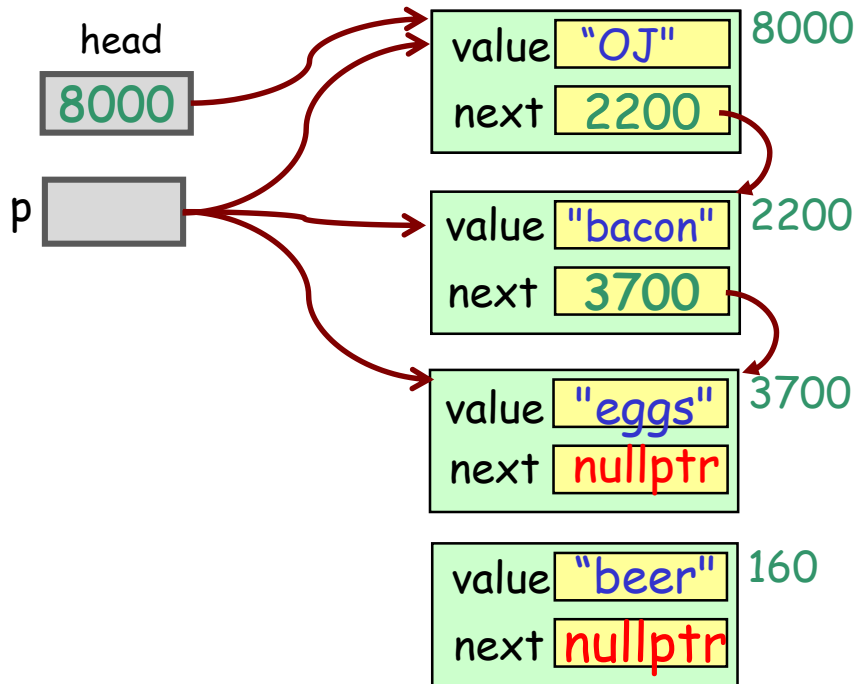 head
8000
p
value “OJ" 8000
next 2200
value "bacon" 2200
next 3700
value "eggs" 3700
next nullptr
value “beer" 160
next nullptr